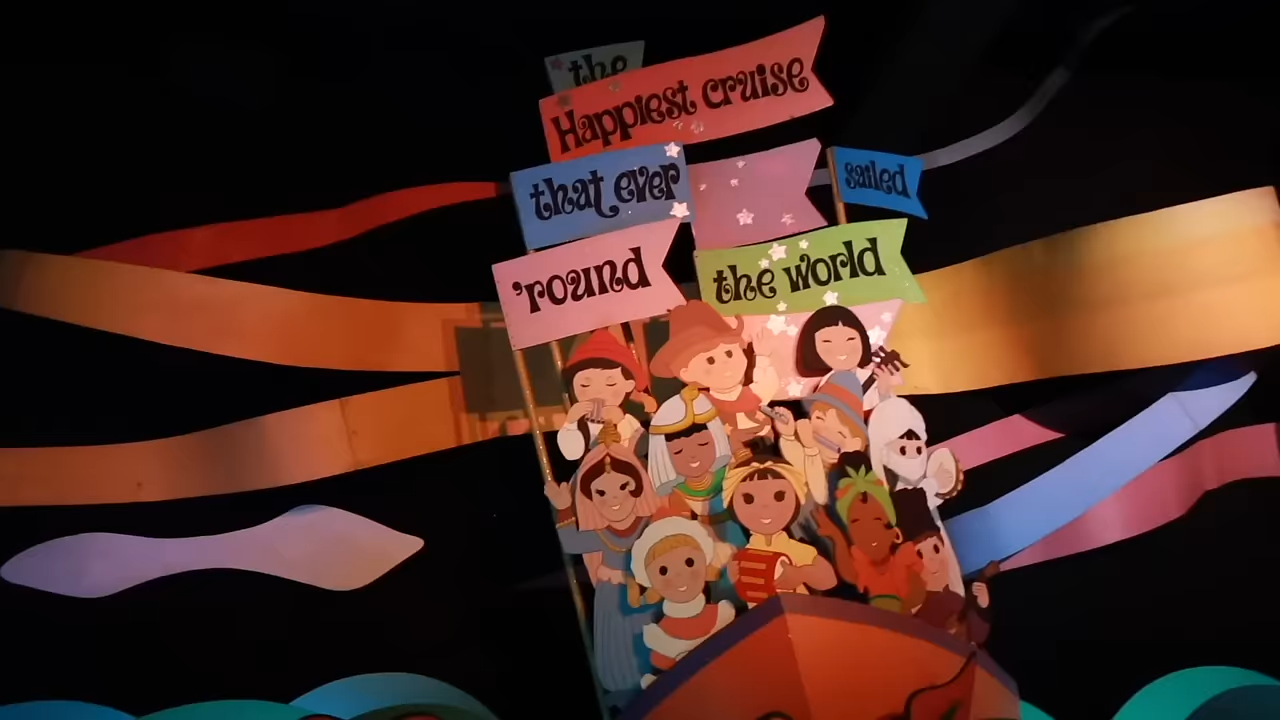 the
Happiest cruise
that ever
sailed
'round
the world